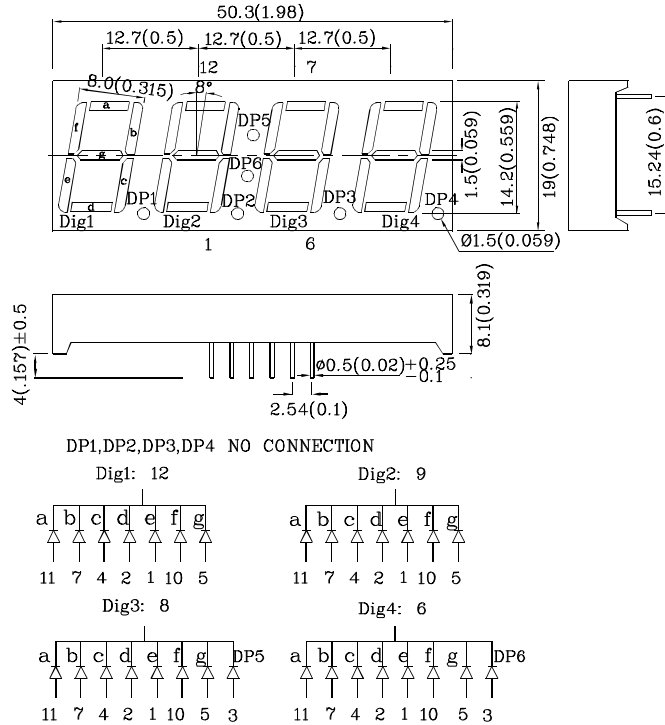 50.3(1.98)
12.7(0.5) 12.7(0.5) 12.7(0.5)
12 7
8.0(0.315) 8°
a
f b
g
e c
d
DP5
DP6
DP1 DP2 DP3 DP4
Dig1 Dig2 Dig3 Dig4
1 6
1.5(0.059)
14.2(0.559)
19(0.748)
15.24(0.6)
Ø1.5(0.059)
8.1(0.319)
4(.157)±0.5
Ø0.5(0.02)+0.25
-0.1
2.54(0.1)
DP1,DP2,DP3,DP4 NO CONNECTION
Dig1: 12 Dig2: 9
a b c d e f g a b c d e f g
11 7 4 2 1 10 5 11 7 4 2 1 10 5
Dig3: 8 Dig4: 6
a b c d e f g DP5 a b c d e f g DP6
11 7 4 2 1 10 5 3 11 7 4 2 1 10 5 3